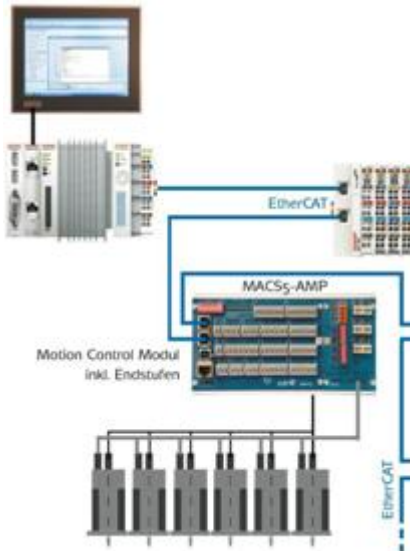 EtherCAT
MACS5-AMP
Motion Control Modul
inkl. Endstufen
EtherCAT